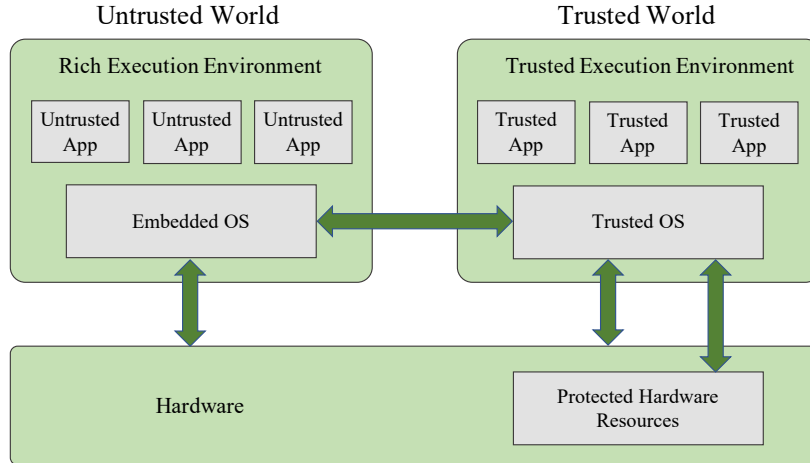 Untrusted World
Trusted World
Rich Execution Environment
Untrusted
App
Untrusted
App
Untrusted
App
Embedded OS
Trusted Execution Environment
Trusted
App
Trusted
App
Trusted
App
Trusted OS
Hardware
Protected Hardware
Resources